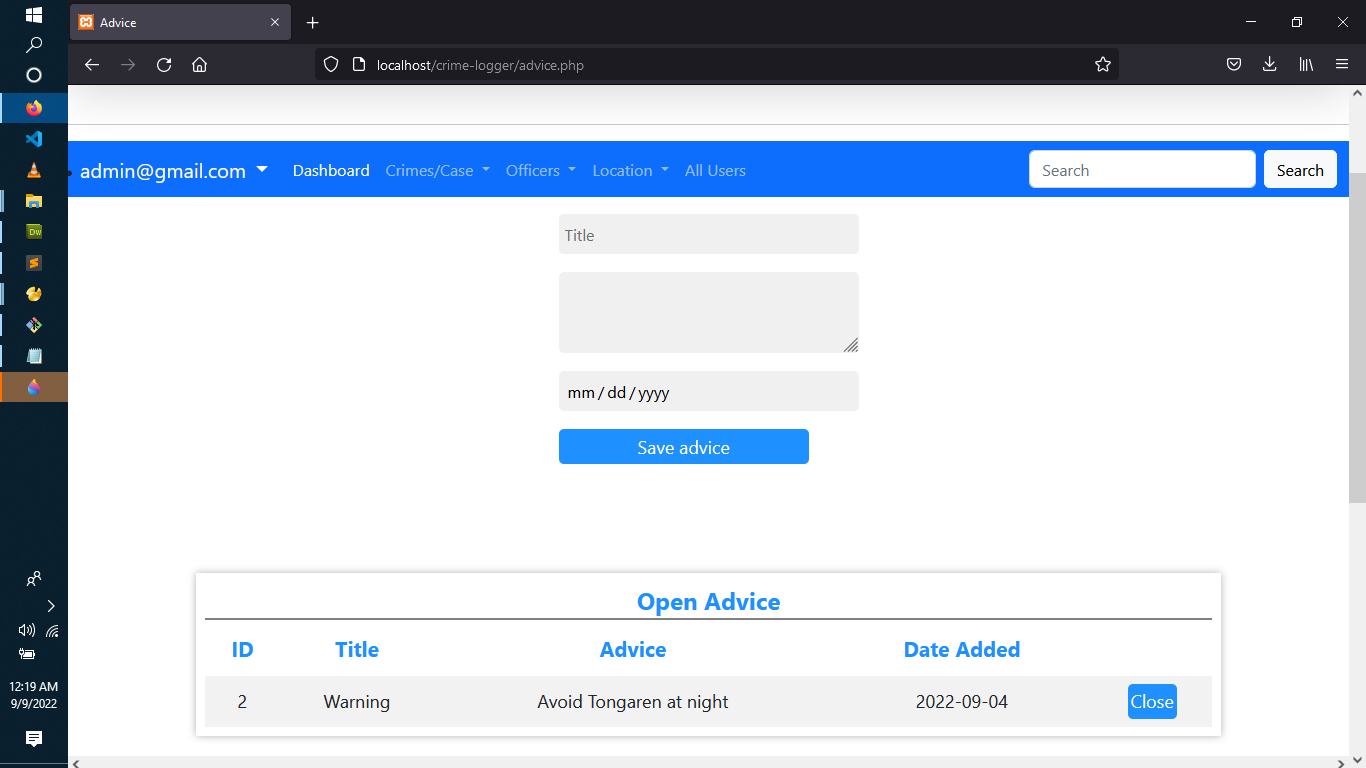 Advice
localhost/crime-logger/advice.php
admin@gmail.com Dashboard Crimes/Case Officers Location All Users Search Search
Title
mm / dd / yyyy
Save advice
Open Advice
ID Title Advice Date Added
2 Warning Avoid Tongaren at night 2022-09-04 Close
Dw
12:19 AM
9/9/2022